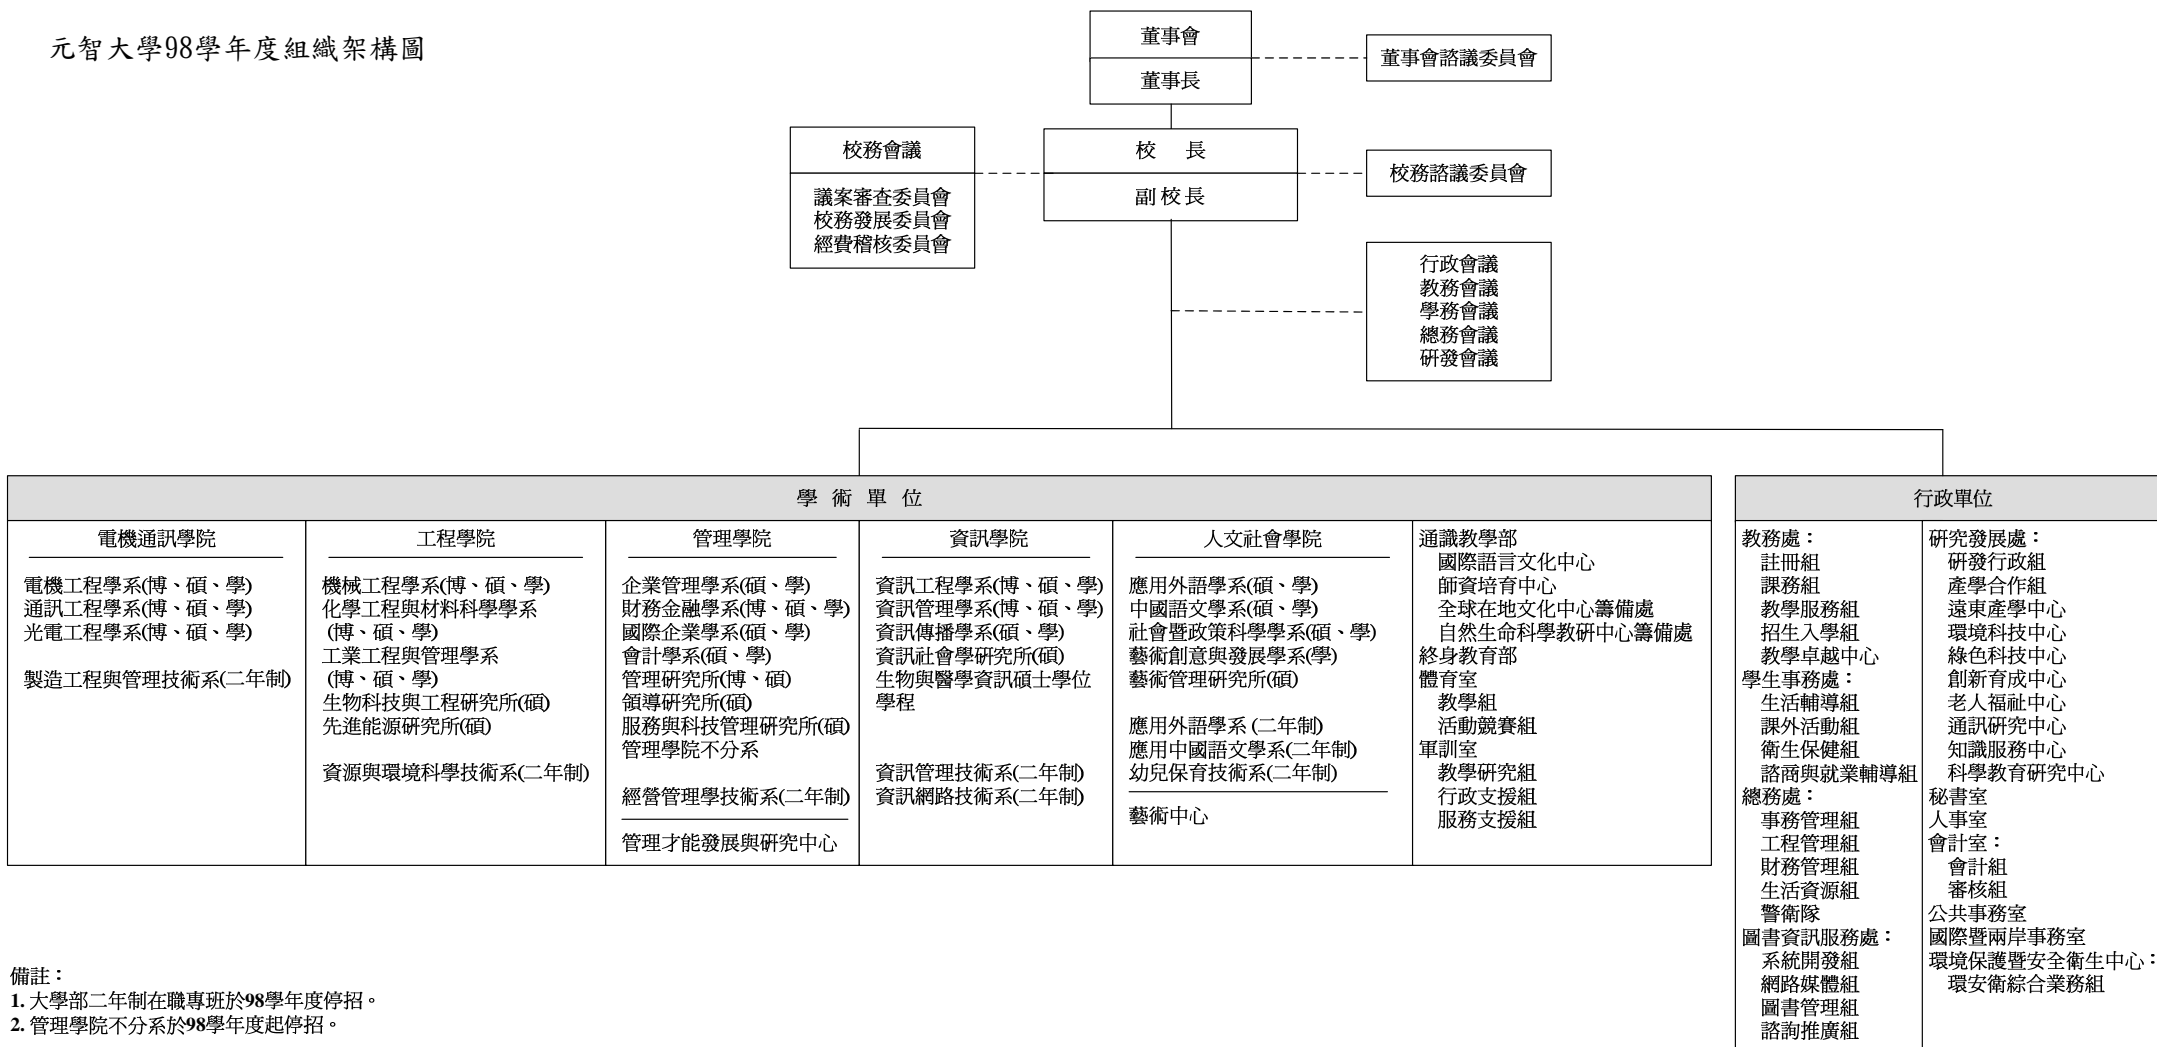 元智大學98學年度組織架構圖
董事會
董事長
董事會諮議委員會
校務會議
議案審查委員會
校務發展委員會
經費稽核委員會
校 長
副校長
校務諮議委員會
行政會議
教務會議
學務會議
總務會議
研發會議
學 術 單 位
電機通訊學院
電機工程學系(博、碩、學)
通訊工程學系(博、碩、學)
光電工程學系(博、碩、學)
製造工程與管理技術系(二年制)
工程學院
機械工程學系(博、碩、學)
化學工程與材料科學學系
(博、碩、學)
工業工程與管理學系
(博、碩、學)
生物科技與工程研究所(碩)
先進能源研究所(碩)
資源與環境科學技術系(二年制)
管理學院
企業管理學系(碩、學)
財務金融學系(博、碩、學)
國際企業學系(碩、學)
會計學系(碩、學)
管理研究所(博、碩)
領導研究所(碩)
服務與科技管理研究所(碩)
管理學院不分系
經營管理學技術系(二年制)
管理才能發展與研究中心
資訊學院
資訊工程學系(博、碩、學)
資訊管理學系(博、碩、學)
資訊傳播學系(碩、學)
資訊社會學研究所(碩)
生物與醫學資訊碩士學位
學程
資訊管理技術系(二年制)
資訊網路技術系(二年制)
人文社會學院
應用外語學系(碩、學)
中國語文學系(碩、學)
社會暨政策科學學系(碩、學)
藝術創意與發展學系(學)
藝術管理研究所(碩)
應用外語學系 (二年制)
應用中國語文學系(二年制)
幼兒保育技術系(二年制)
藝術中心
通識教學部
國際語言文化中心
師資培育中心
全球在地文化中心籌備處
自然生命科學教研中心籌備處
終身教育部
體育室
教學組
活動競賽組
軍訓室
教學研究組
行政支援組
服務支援組
行政單位
教務處：
註冊組
課務組
教學服務組
招生入學組
教學卓越中心
學生事務處：
生活輔導組
課外活動組
衛生保健組
諮商與就業輔導組
總務處：
事務管理組
工程管理組
財務管理組
生活資源組
警衛隊
圖書資訊服務處：
系統開發組
網路媒體組
圖書管理組
諮詢推廣組
研究發展處：
研發行政組
產學合作組
遠東產學中心
環境科技中心
綠色科技中心
創新育成中心
老人福祉中心
通訊研究中心
知識服務中心
科學教育研究中心
秘書室
人事室
會計室：
會計組
審核組
公共事務室
國際暨兩岸事務室
環境保護暨安全衛生中心：
環安衛綜合業務組
備註：
1. 大學部二年制在職專班於98學年度停招。
2. 管理學院不分系於98學年度起停招。